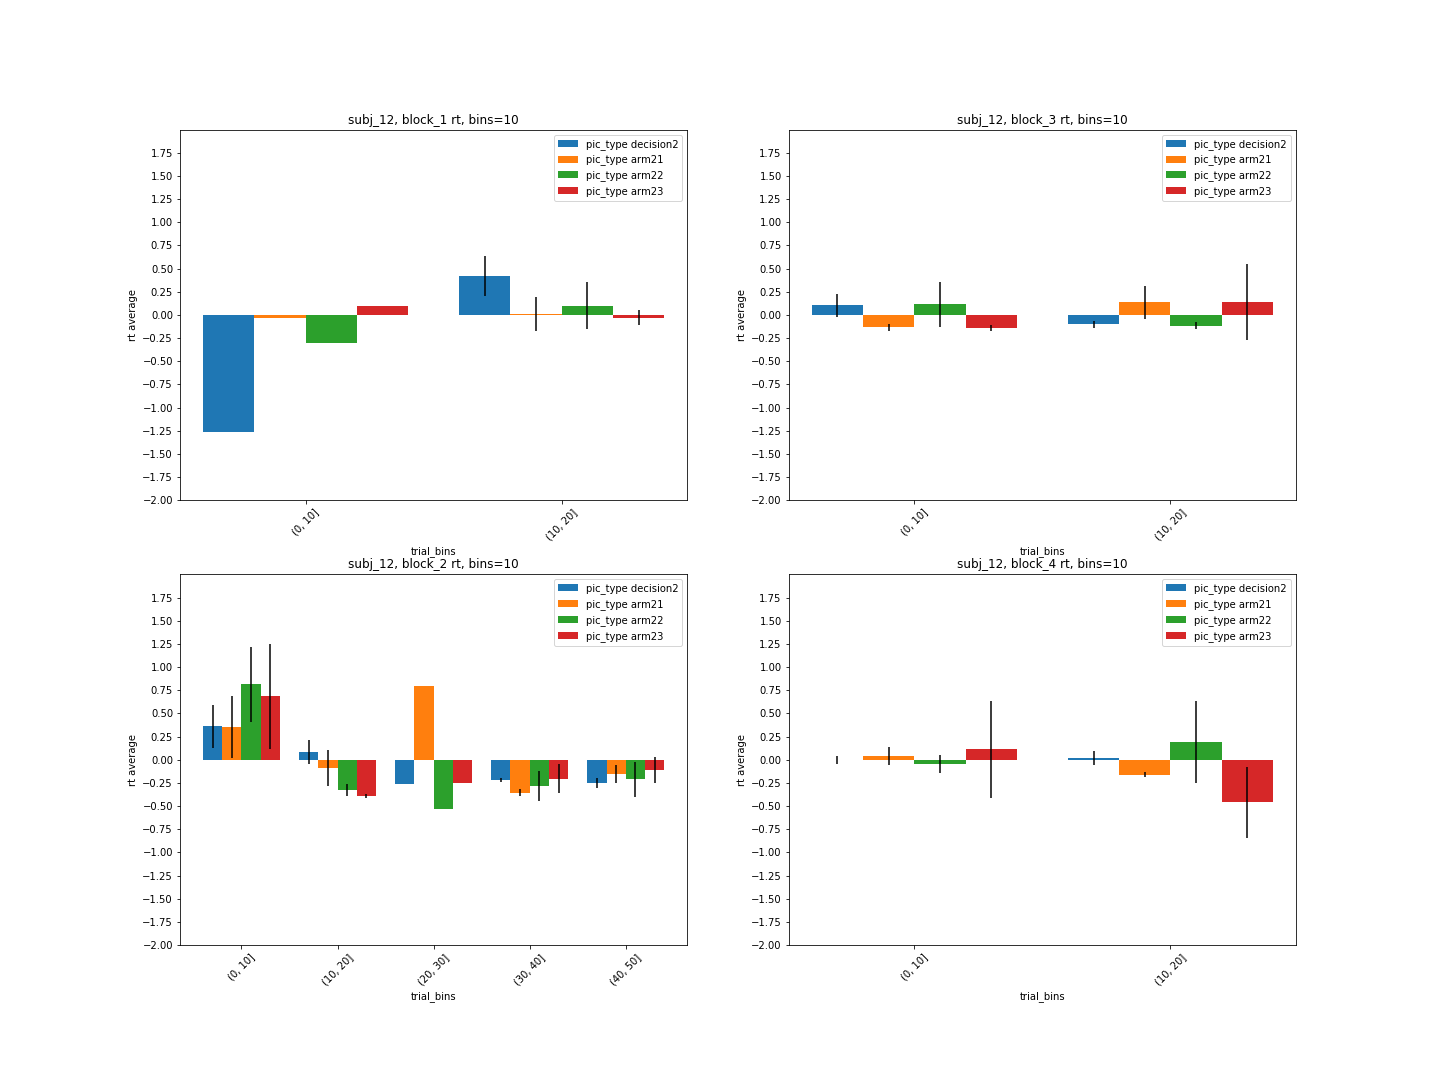 subj_12, block_1 rt, bins=10
pic_type decision2
pic_type arm21
pic_type arm22
pic_type arm23
1.75
1.50
1.25
1.00
0.75
0.50
0.25
0.00
−0.25
−0.50
−0.75
−1.00
−1.25
−1.50
−1.75
−2.00
rt average
(0, 10]
(10, 20]
trial_bins
subj_12, block_3 rt, bins=10
pic_type decision2
pic_type arm21
pic_type arm22
pic_type arm23
1.75
1.50
1.25
1.00
0.75
0.50
0.25
0.00
−0.25
−0.50
−0.75
−1.00
−1.25
−1.50
−1.75
−2.00
rt average
(0, 10]
(10, 20]
trial_bins
subj_12, block_2 rt, bins=10
pic_type decision2
pic_type arm21
pic_type arm22
pic_type arm23
1.75
1.50
1.25
1.00
0.75
0.50
0.25
0.00
−0.25
−0.50
−0.75
−1.00
−1.25
−1.50
−1.75
−2.00
rt average
(0, 10]
(10, 20]
(20, 30]
(30, 40]
(40, 50]
trial_bins
subj_12, block_4 rt, bins=10
pic_type decision2
pic_type arm21
pic_type arm22
pic_type arm23
1.75
1.50
1.25
1.00
0.75
0.50
0.25
0.00
−0.25
−0.50
−0.75
−1.00
−1.25
−1.50
−1.75
−2.00
rt average
(0, 10]
(10, 20]
trial_bins